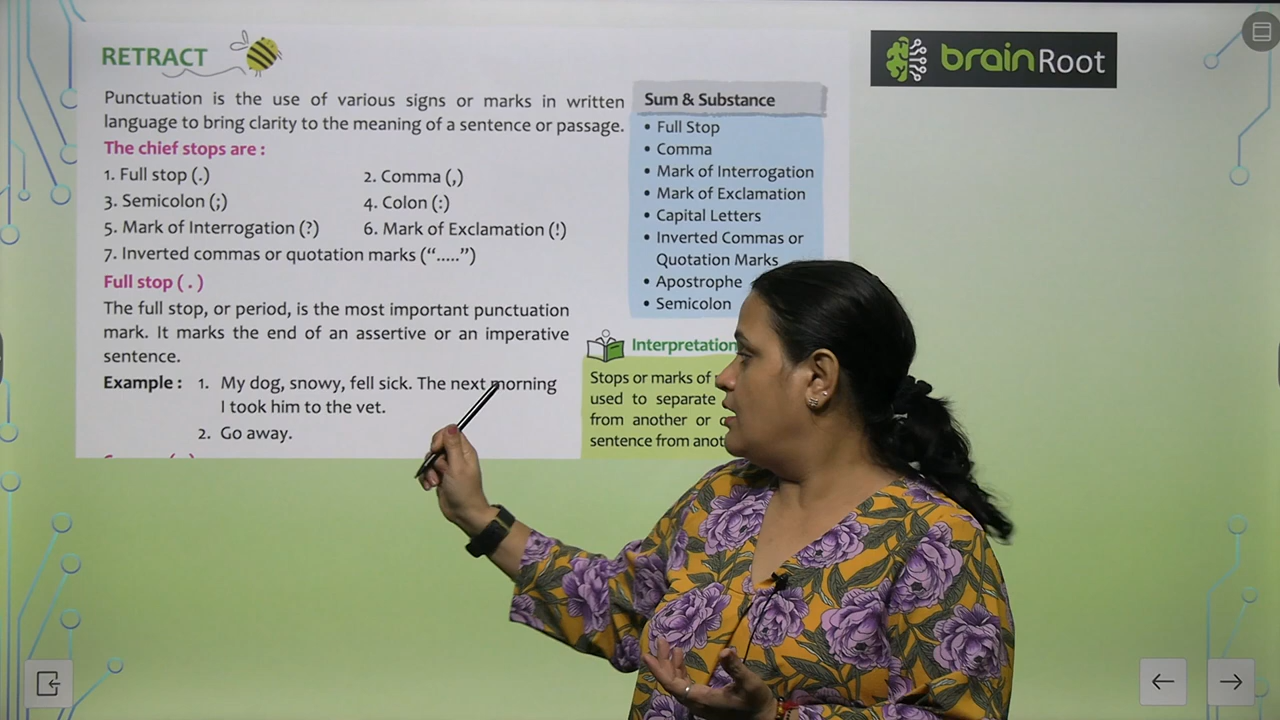 RETRACT
brainRoot
Punctuation is the use of various signs or marks in written
language to bring clarity to the meaning of a sentence or passage.
The chief stops are :
1. Full stop (.) 2. Comma (,)
3. Semicolon (;) 4. Colon (:)
5. Mark of Interrogation (?) 6. Mark of Exclamation (!)
7. Inverted commas or quotation marks (“.....”)
Full stop ( . )
The full stop, or period, is the most important punctuation
mark. It marks the end of an assertive or an imperative
sentence.
Example : 1. My dog, snowy, fell sick. The next morning
I took him to the vet.
2. Go away.
Sum & Substance
• Full Stop
• Comma
• Mark of Interrogation
• Mark of Exclamation
• Capital Letters
• Inverted Commas or
Quotation Marks
• Apostrophe
• Semicolon
Interpretation
Stops or marks of
used to separate
from another or
sentence from